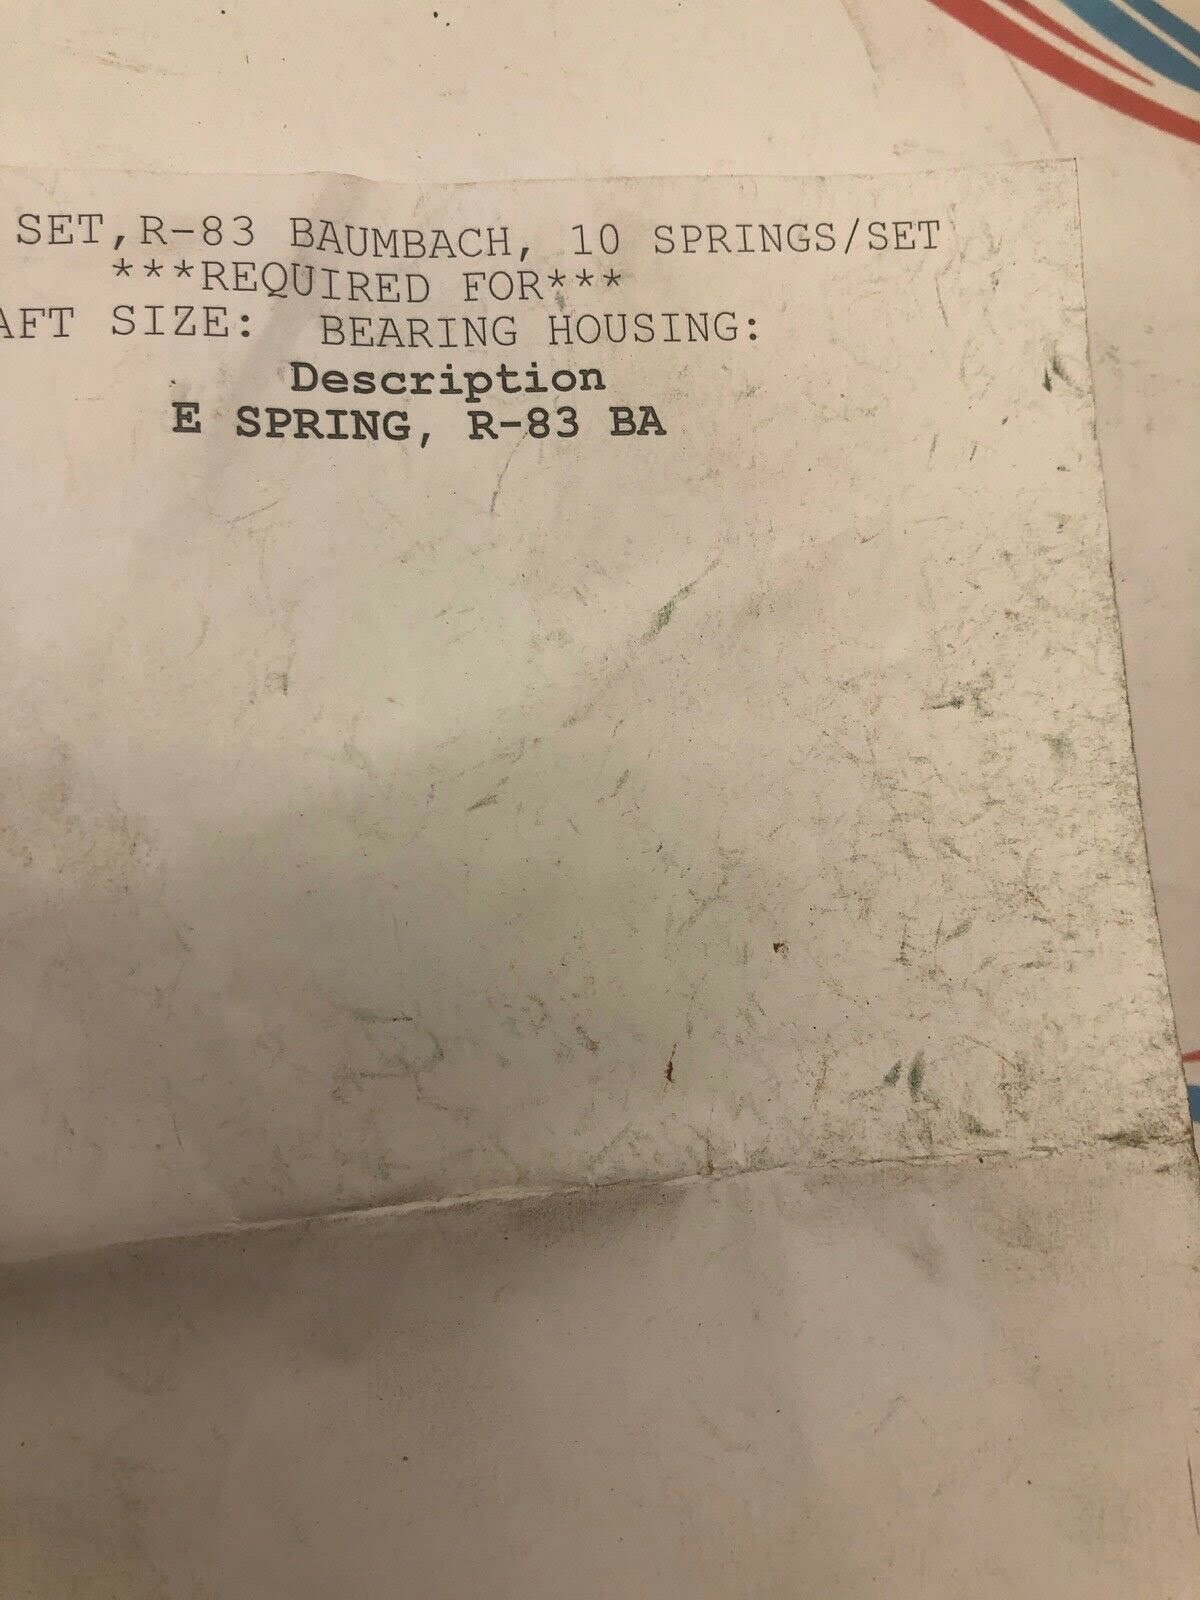 SET,R-83 BAUMBACH, 10 SPRINGS/SET
***REQUIRED FOR***
AFT SIZE: BEARING HOUSING:
Description
E SPRING, R-83 BA